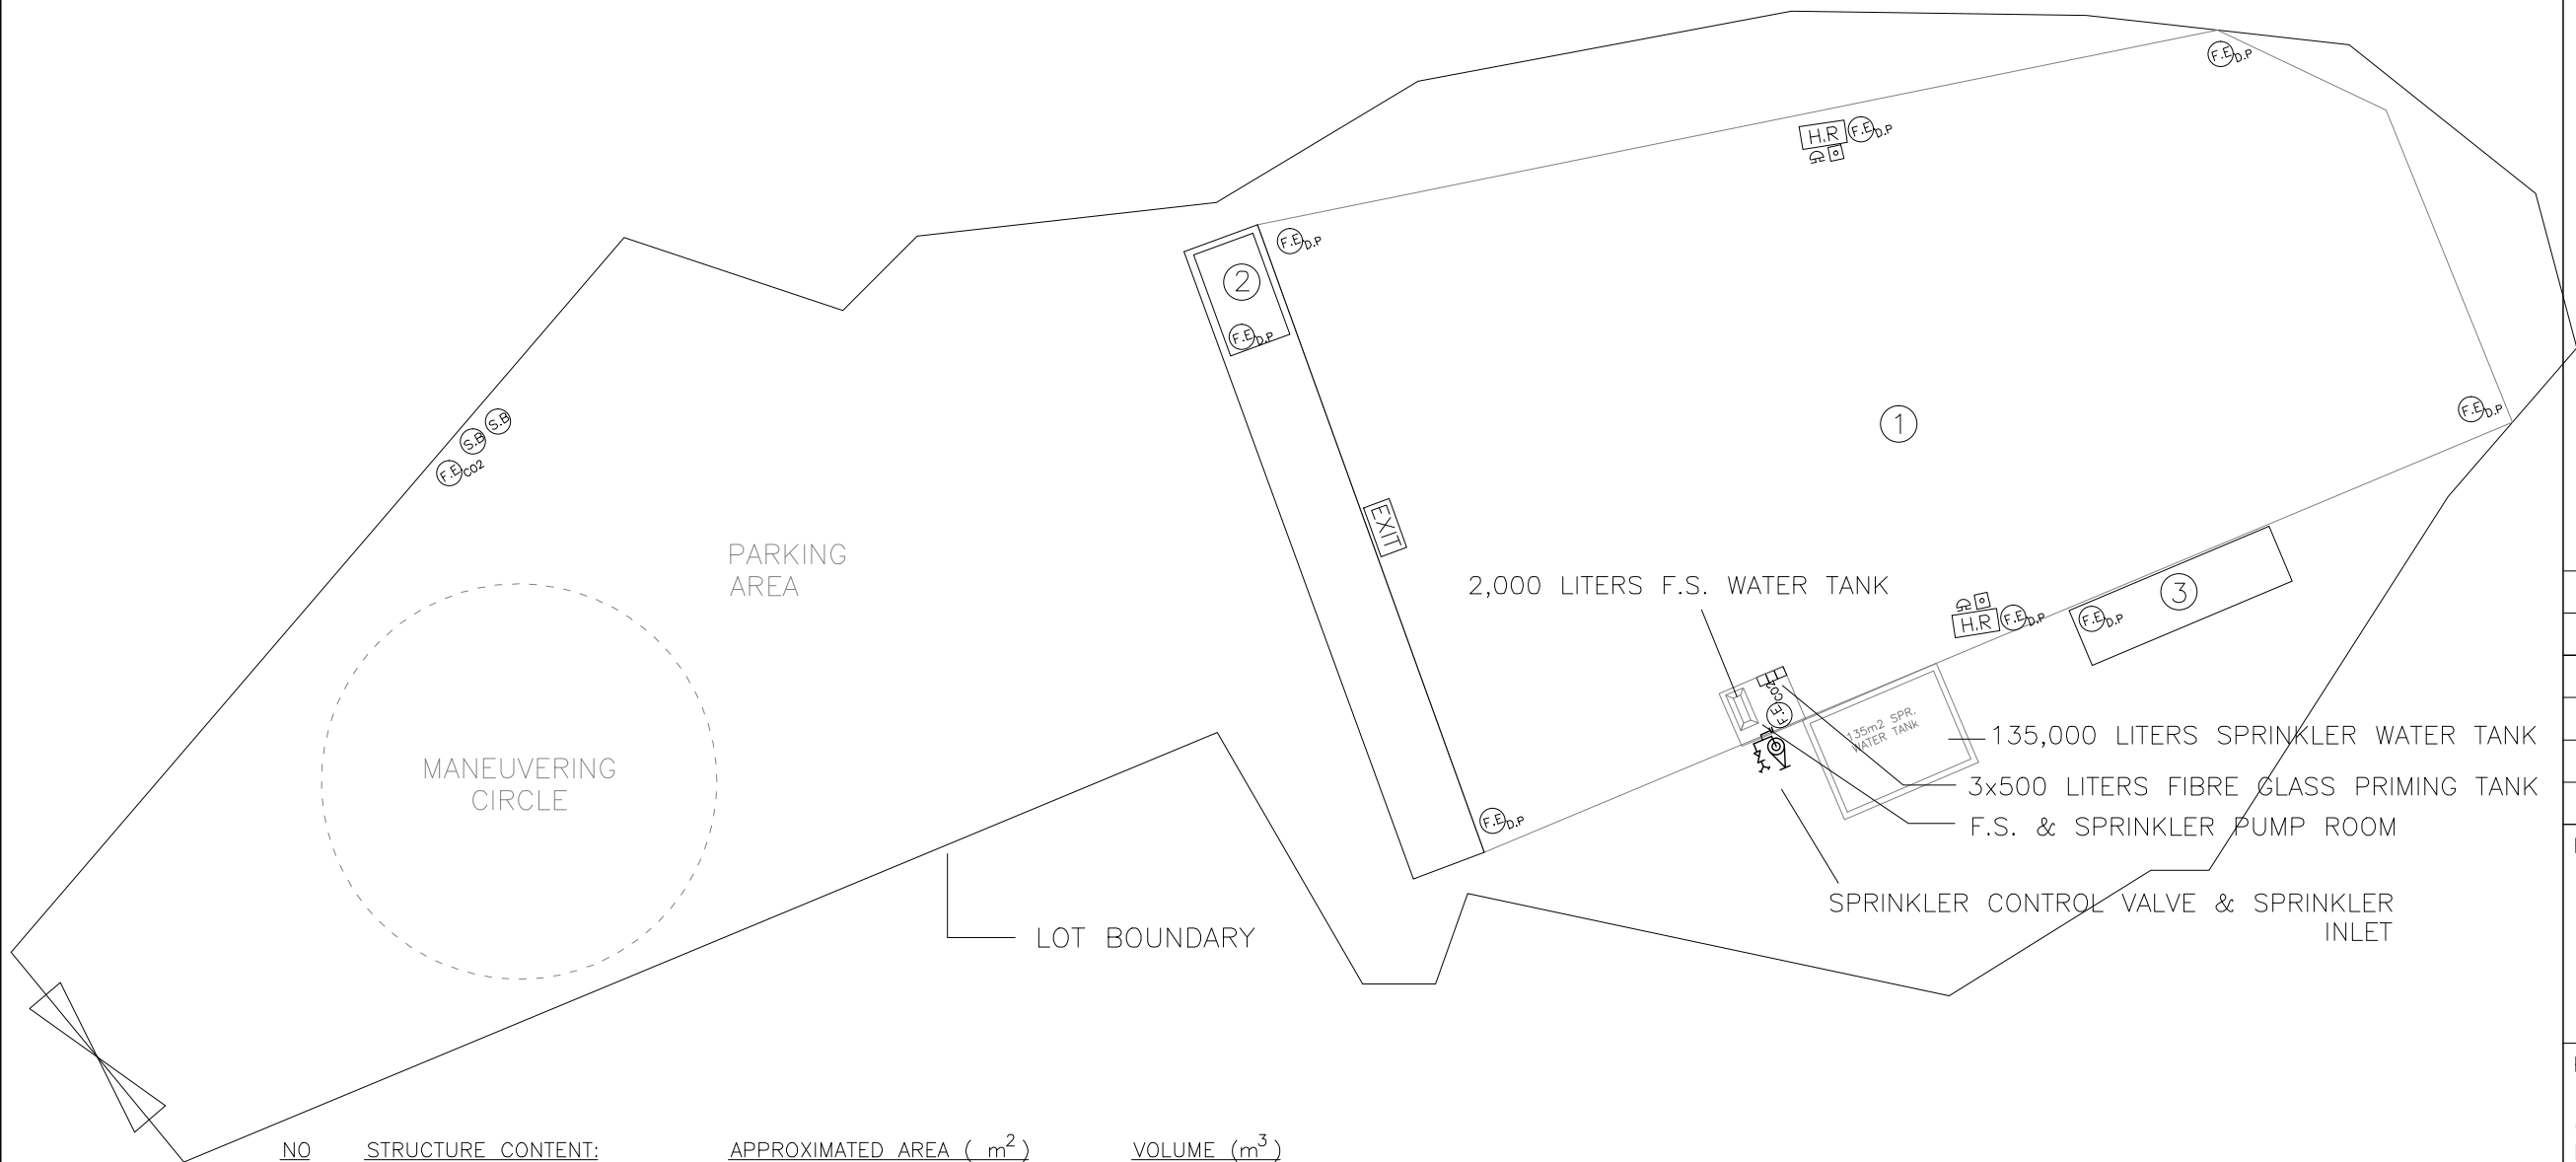 F.E D.P
H.R F.E D.P
F.E D.P
2
F.E D.P
F.E D.P
1
S.B
S.B
F.E CO2
EXIT
PARKING
AREA
2,000 LITERS F.S. WATER TANK
3
H.R F.E D.P
F.E D.P
F.E CO2
135m2 SPR.
WATER TANK
135,000 LITERS SPRINKLER WATER TANK
MANEUVERING
CIRCLE
3x500 LITERS FIBRE GLASS PRIMING TANK
F.E D.P
F.S. & SPRINKLER PUMP ROOM
SPRINKLER CONTROL VALVE & SPRINKLER
INLET
LOT BOUNDARY
NO STRUCTURE CONTENT: APPROXIMATED AREA ( m2) VOLUME (m3)